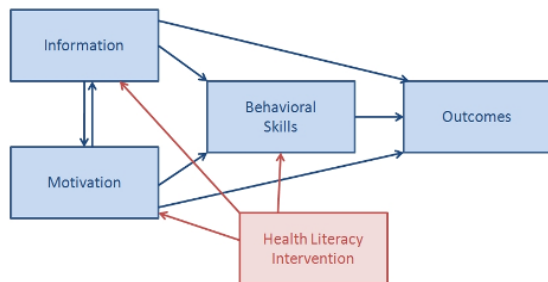 Information
Behavioral
Skills
Outcomes
Motivation
Health Literacy
Intervention